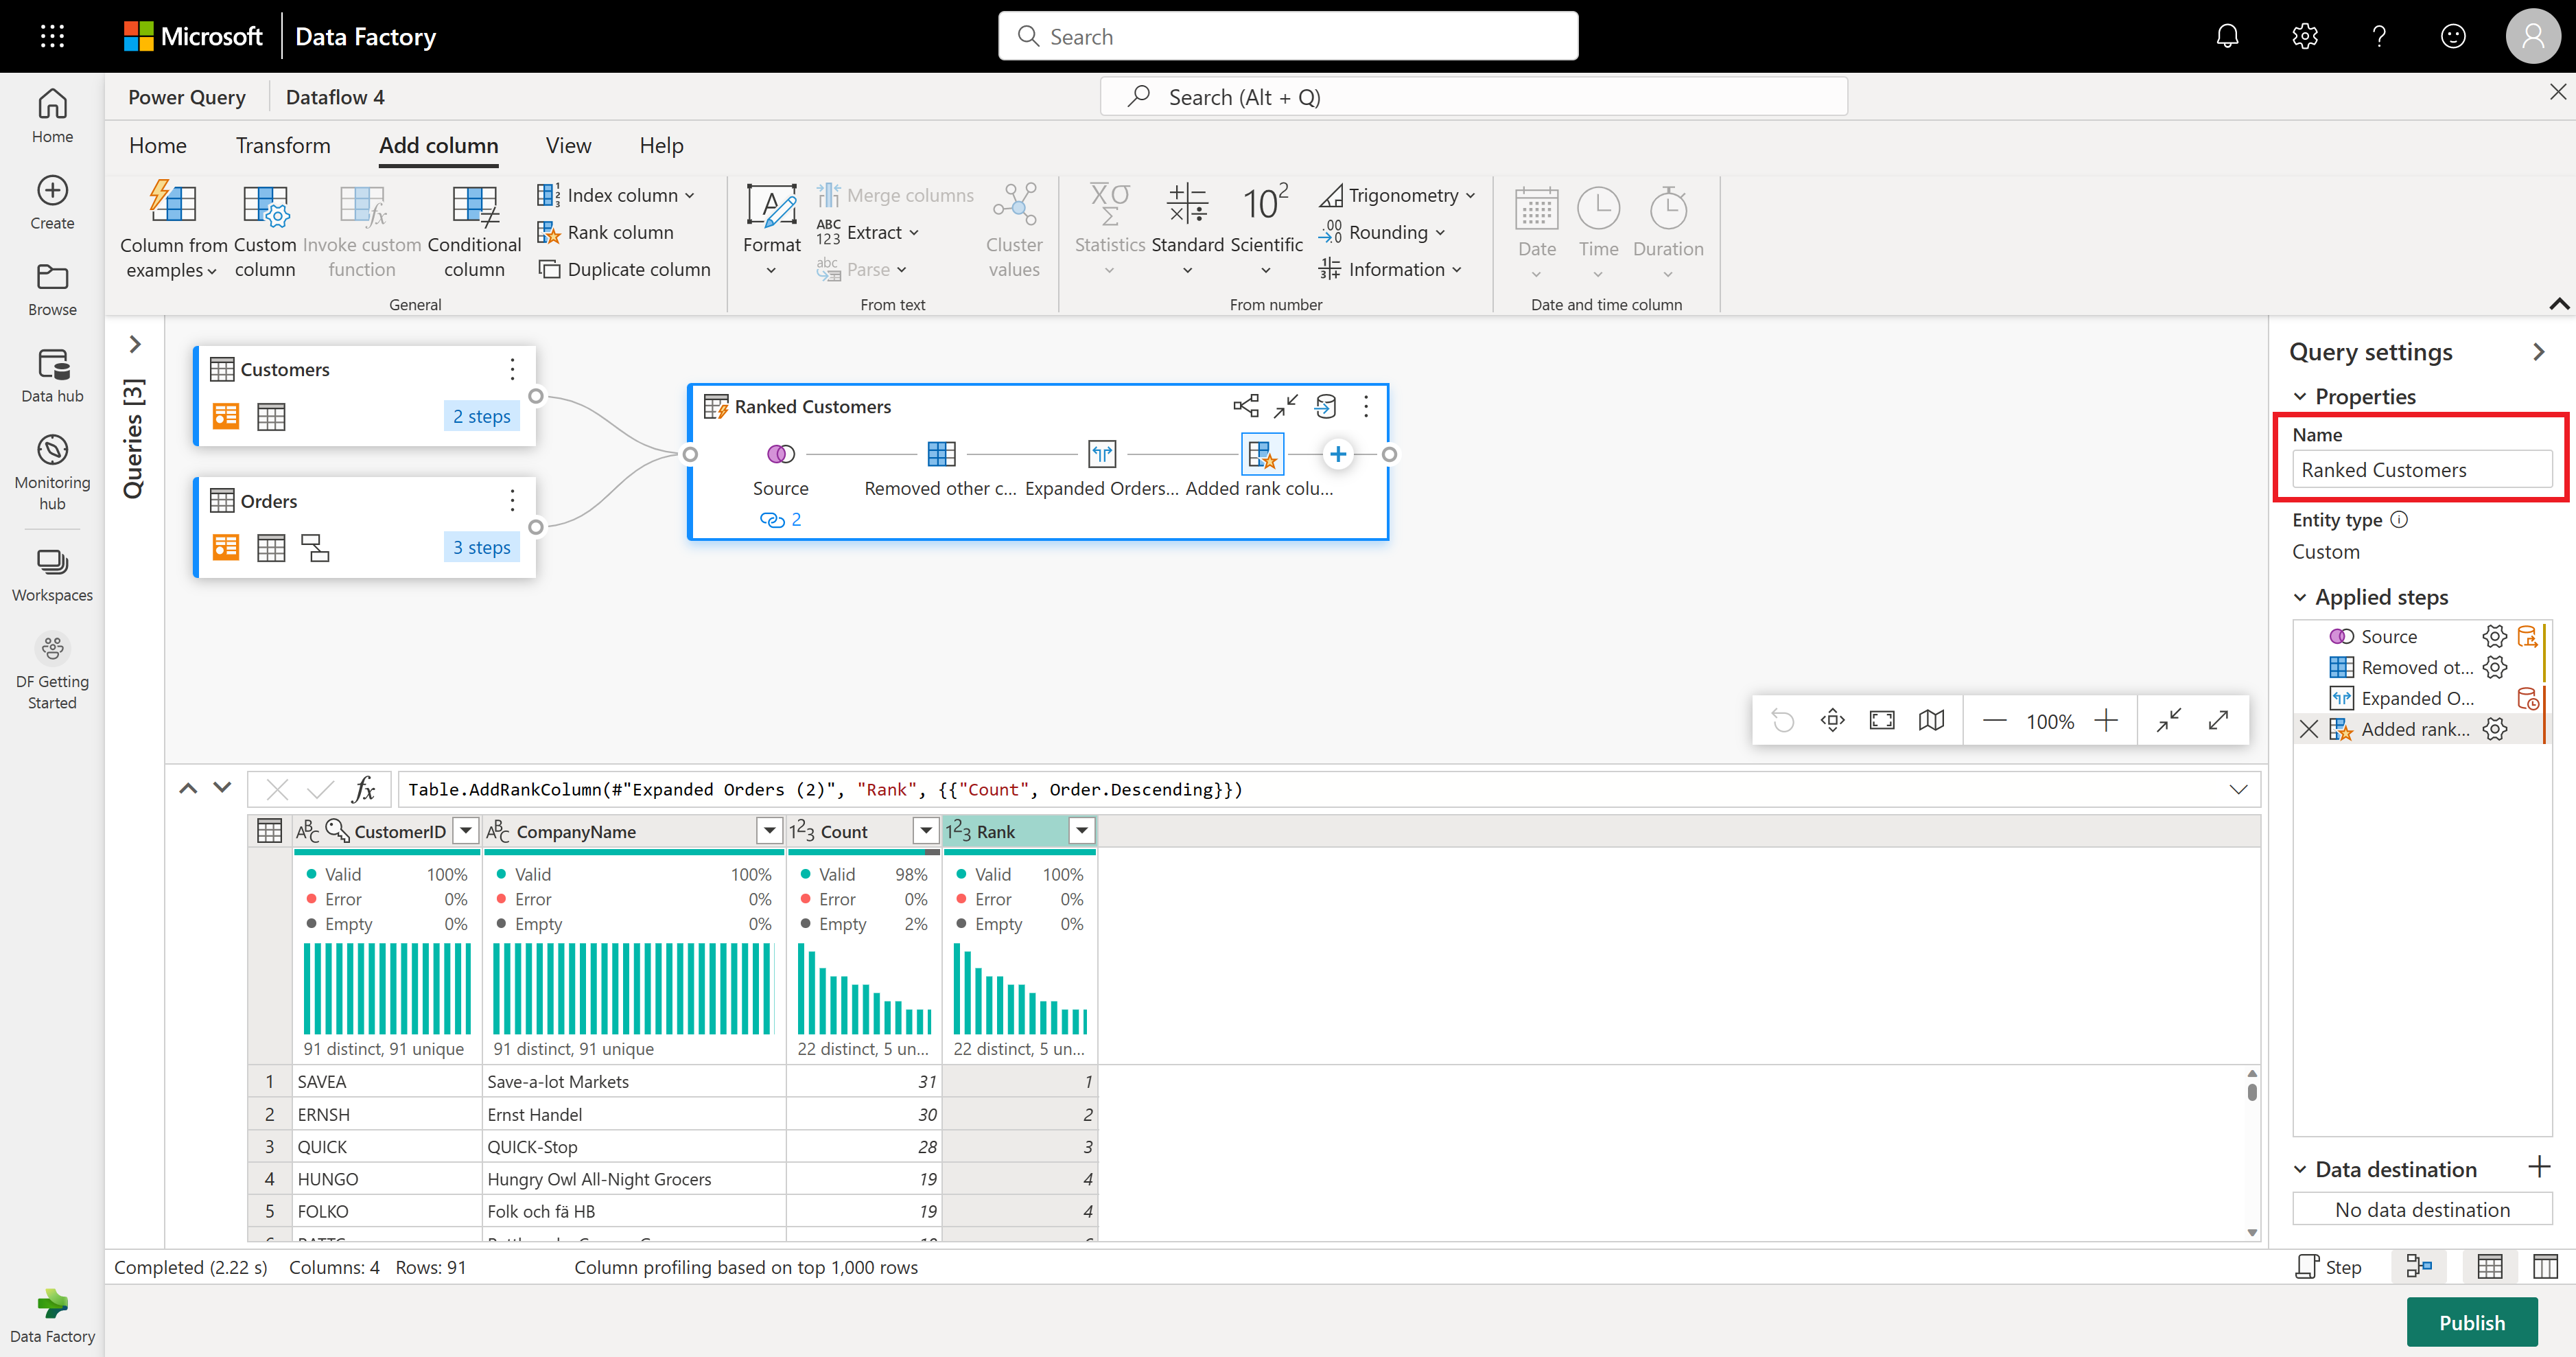 Microsoft
Data Factory
Search
Power Query
Dataflow 4
Search (Alt + Q)
Home
Transform
Add column
View
Help
Column from examples
Custom column
Invoke custom function
Conditional column
Index column
Rank column
Duplicate column
General
Format
Merge columns
Extract
Parse
Cluster values
From text
Statistics
Standard
Scientific
Trigonometry
Rounding
Information
From number
Date
Time
Duration
Date and time column
Home
Create
Browse
Data hub
Monitoring hub
Workspaces
DF Getting Started
Data Factory
Queries [3]
Customers
2 steps
Orders
3 steps
Ranked Customers
Source
Removed other c...
Expanded Orders...
Added rank colu...
2
100%
Query settings
Properties
Name
Ranked Customers
Entity type
Custom
Applied steps
Source
Removed ot...
Expanded O...
Added rank...
Data destination
No data destination
fx Table.AddRankColumn(#"Expanded Orders (2)", "Rank", {{"Count", Order.Descending}})
CustomerID CompanyName Count Rank
Valid 100% Valid 100% Valid 98% Valid 100%
Error 0% Error 0% Error 0% Error 0%
Empty 0% Empty 0% Empty 2% Empty 0%
91 distinct, 91 unique 91 distinct, 91 unique 22 distinct, 5 un... 22 distinct, 5 un...
1 SAVEA Save-a-lot Markets 31 1
2 ERNSH Ernst Handel 30 2
3 QUICK QUICK-Stop 28 3
4 HUNGO Hungry Owl All-Night Grocers 19 4
5 FOLKO Folk och fä HB 19 4
Completed (2.22 s) Columns: 4 Rows: 91
Column profiling based on top 1,000 rows
Step
Publish